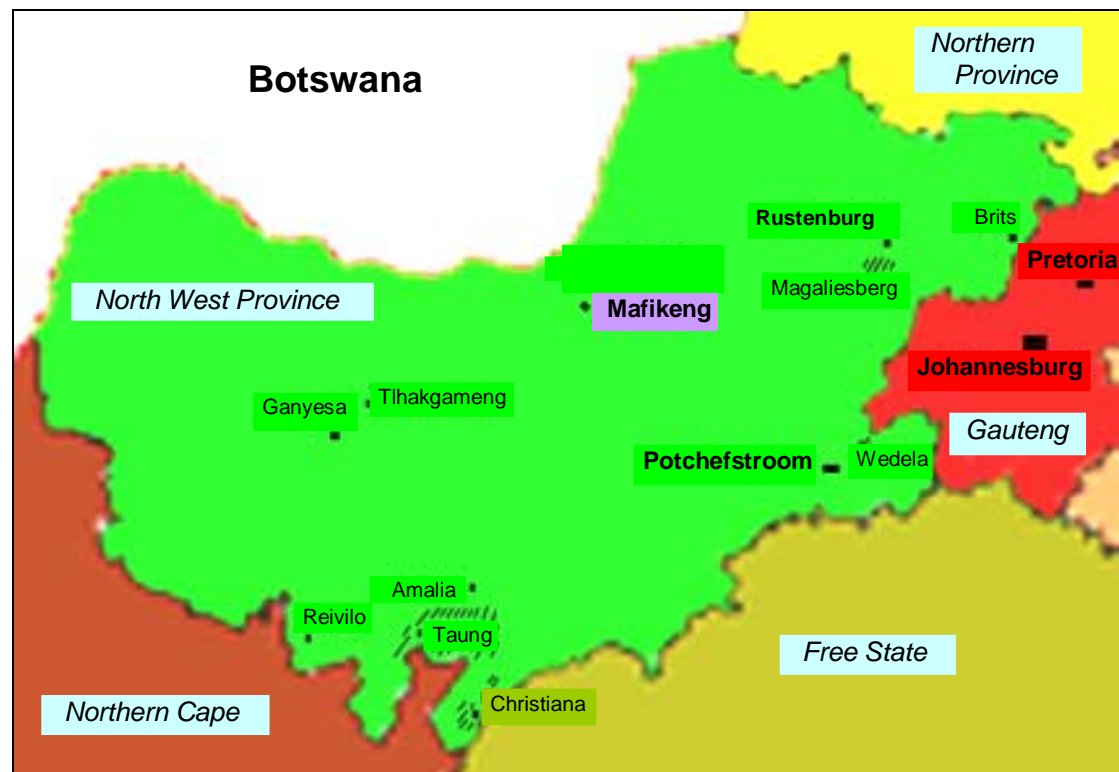 Northern
Province
Botswana
Rustenburg
Brits
Pretoria
Magaliesberg
North West Province
Mafikeng
Johannesburg
Tlhakgameng
Ganyesa
Gauteng
Potchefstroom
Wedela
Amalia
Reivilo
Taung
Free State
Christiana
Northern Cape